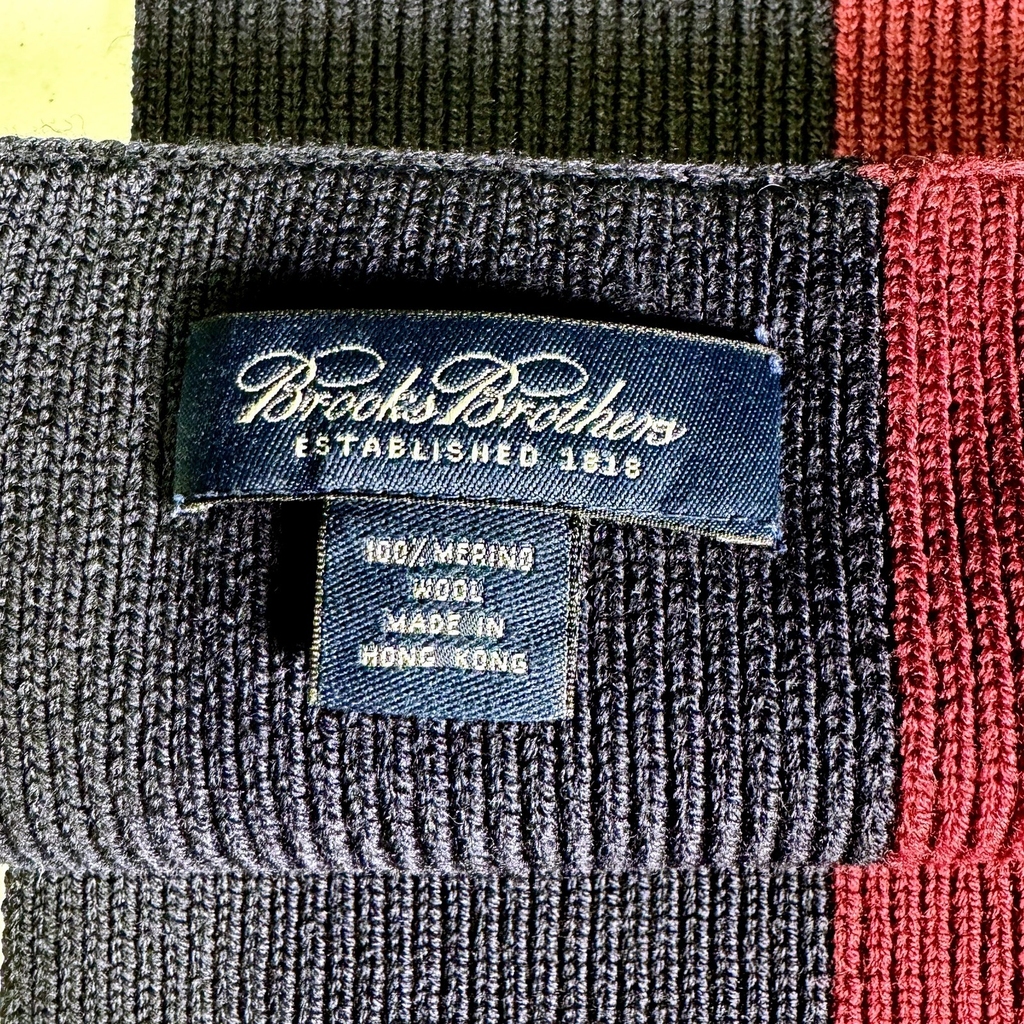 Brooks Brothers
ESTABLISHED 1818
100% MERINO
WOOL
MADE IN
HONG KONG